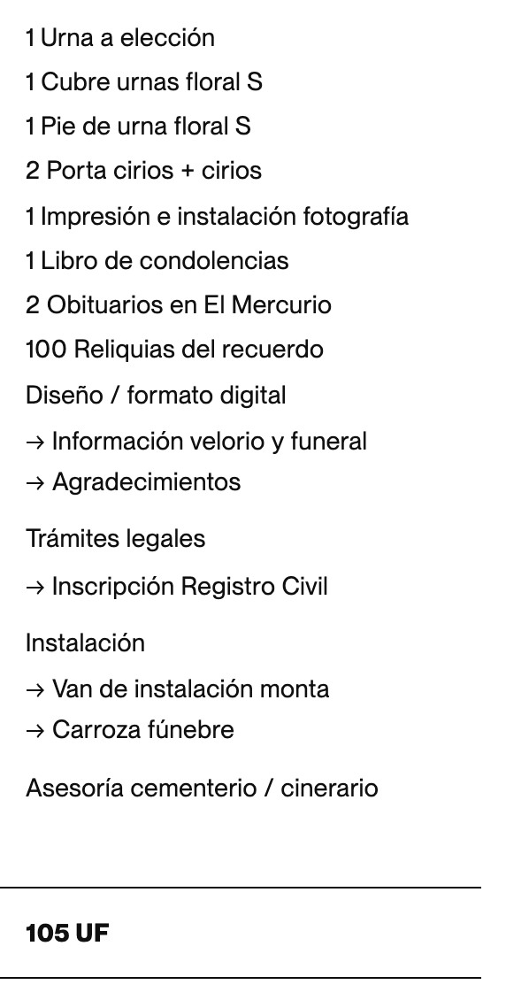 1 Urna a elección
1 Cubre urnas floral S
1 Pie de urna floral S
2 Porta cirios + cirios
1 Impresión e instalación fotografía
1 Libro de condolencias
2 Obituarios en El Mercurio
100 Reliquias del recuerdo
Diseño / formato digital
→ Información velorio y funeral
→ Agradecimientos
Trámites legales
→ Inscripción Registro Civil
Instalación
→ Van de instalación monta
→ Carroza fúnebre
Asesoría cementerio / cinerario
105 UF